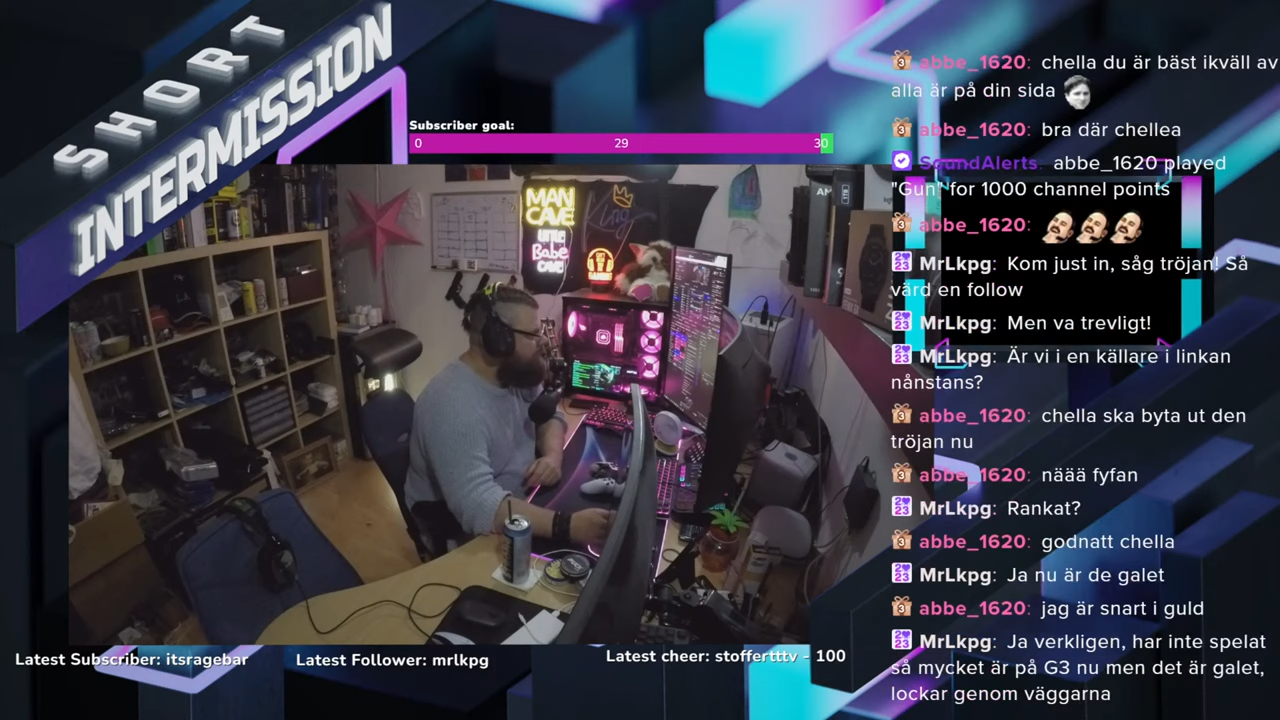 SHORT
INTERMISSION
Subscriber goal:
0 29 30
MAN
CAVE
Babe
CAVE
King
abbe_1620: chella du är bäst ikväll av
alla är på din sida
abbe_1620: bra där chellea
SoundAlerts: abbe_1620 played
"Gun" for 1000 channel points
abbe_1620:
MrLkpg: Kom just in, såg tröjan! Så
värd en follow
MrLkpg: Men va trevligt!
MrLkpg: Är vi i en källare i linkan
nånstans?
abbe_1620: chella ska byta ut den
tröjan nu
abbe_1620: näää fyfan
MrLkpg: Rankat?
abbe_1620: godnatt chella
MrLkpg: Ja nu är de galet
abbe_1620: jag är snart i guld
MrLkpg: Ja verkligen, har inte spelat
så mycket är på G3 nu men det är galet,
lockar genom väggarna
Latest Subscriber: itsragebar
Latest Follower: mrlkpg
Latest cheer: stoffertttv - 100